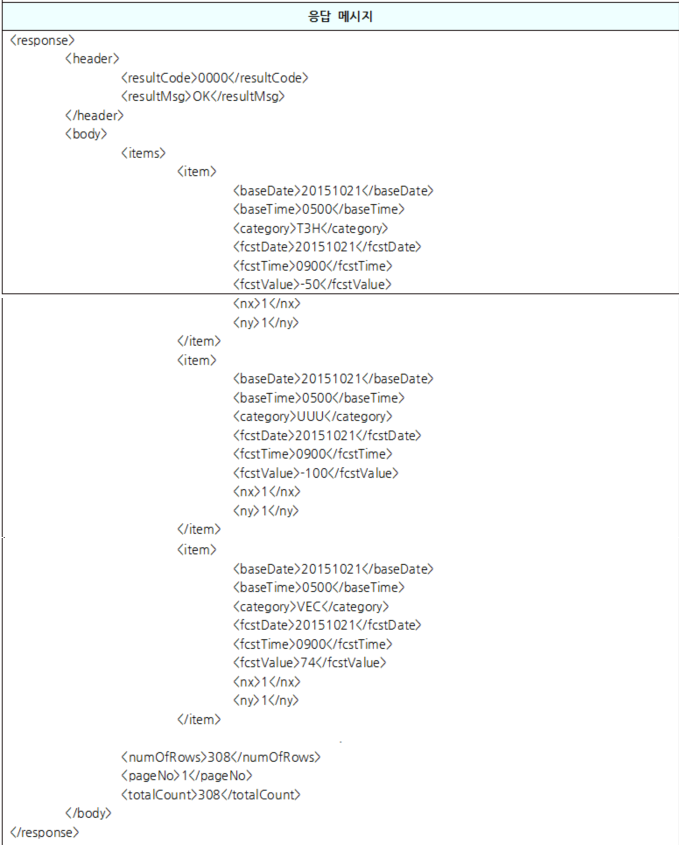 응답 메시지
<response>
<header>
<resultCode>0000</resultCode>
<resultMsg>OK</resultMsg>
</header>
<body>
<items>
<item>
<baseDate>20151021</baseDate>
<baseTime>0500</baseTime>
<category>T3H</category>
<fcstDate>20151021</fcstDate>
<fcstTime>0900</fcstTime>
<fcstValue>-50</fcstValue>
<nx>1</nx>
<ny>1</ny>
</item>
<item>
<baseDate>20151021</baseDate>
<baseTime>0500</baseTime>
<category>UUU</category>
<fcstDate>20151021</fcstDate>
<fcstTime>0900</fcstTime>
<fcstValue>-100</fcstValue>
<nx>1</nx>
<ny>1</ny>
</item>
<item>
<baseDate>20151021</baseDate>
<baseTime>0500</baseTime>
<category>VEC</category>
<fcstDate>20151021</fcstDate>
<fcstTime>0900</fcstTime>
<fcstValue>74</fcstValue>
<nx>1</nx>
<ny>1</ny>
</item>
<numOfRows>308</numOfRows>
<pageNo>1</pageNo>
<totalCount>308</totalCount>
</body>
</response>